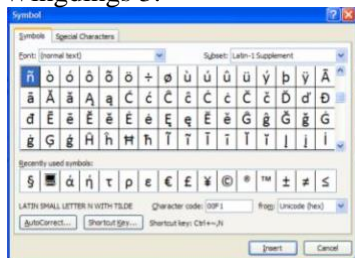 Wingdings 3.
Symbol
Symbols Special Characters
Font: (normal text) Subset: Latin-1 Supplement
ñ ò ó ô õ ö ÷ ø ù ú û ü ý þ ÿ Ā
ā Ă ă Ą ą Ć ć Ĉ ĉ Ċ ċ Č č Ď ď Đ
đ Ē ē Ĕ ĕ Ė ė Ę ę Ě ě Ĝ ĝ Ğ ğ Ġ
ġ Ģ ģ Ĥ ĥ Ħ ħ Ĩ ĩ Ī ī Ĭ ĭ Į į İ
Recently used symbols:
§ ά ή τ ρ ε € £ ¥ © ® ™ ± ≠ ≤
LATIN SMALL LETTER N WITH TILDE Character code: 00F1 from: Unicode (hex)
AutoCorrect... Shortcut Key... Shortcut key: Ctrl+~,N
Insert Cancel